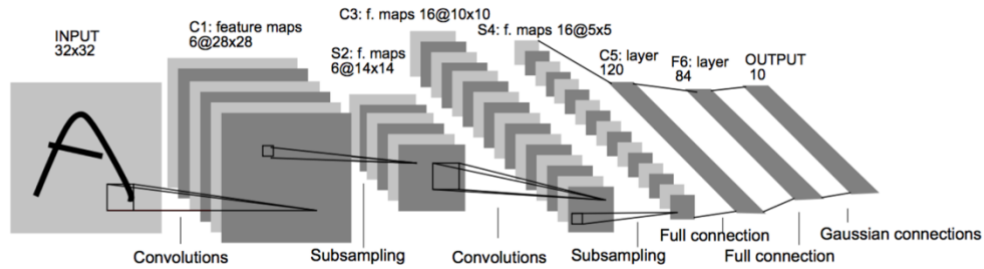 INPUT
32x32
C1: feature maps
6@28x28
S2: f. maps
6@14x14
C3: f. maps 16@10x10
S4: f. maps 16@5x5
C5: layer
120
F6: layer
84
OUTPUT
10
Convolutions
Subsampling
Convolutions
Subsampling
Full connection
Full connection
Gaussian connections